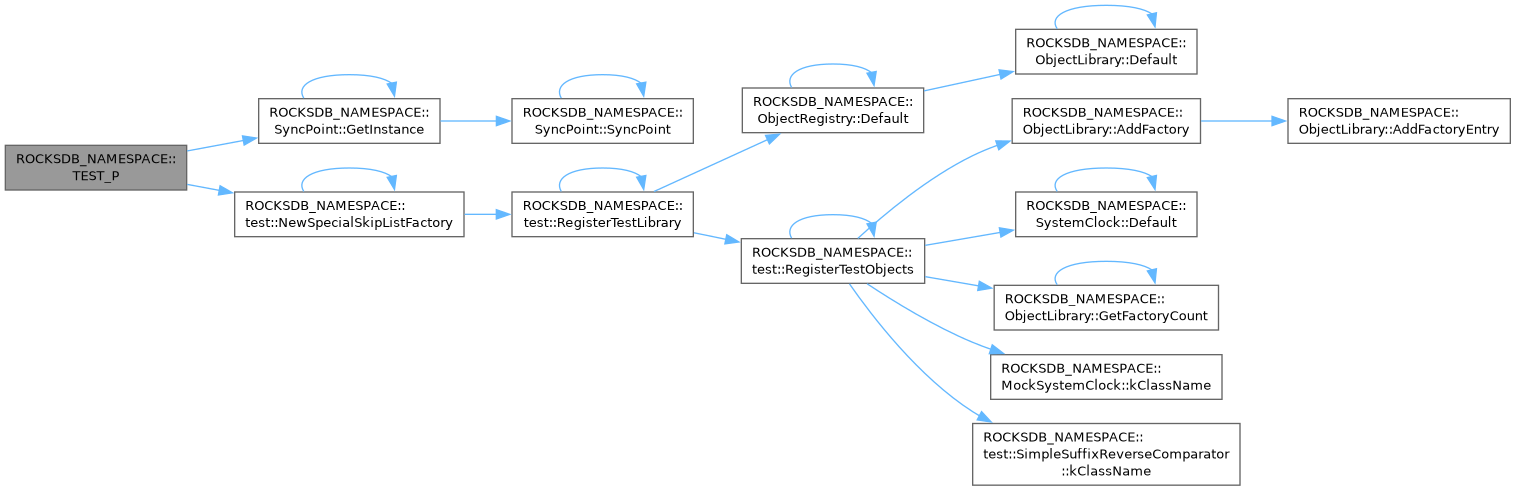 ROCKSDB_NAMESPACE::
TEST_P
ROCKSDB_NAMESPACE::
SyncPoint::GetInstance
ROCKSDB_NAMESPACE::
SyncPoint::SyncPoint
ROCKSDB_NAMESPACE::
test::NewSpecialSkipListFactory
ROCKSDB_NAMESPACE::
test::RegisterTestLibrary
ROCKSDB_NAMESPACE::
ObjectRegistry::Default
ROCKSDB_NAMESPACE::
ObjectLibrary::Default
ROCKSDB_NAMESPACE::
test::RegisterTestObjects
ROCKSDB_NAMESPACE::
ObjectLibrary::AddFactory
ROCKSDB_NAMESPACE::
ObjectLibrary::AddFactoryEntry
ROCKSDB_NAMESPACE::
SystemClock::Default
ROCKSDB_NAMESPACE::
ObjectLibrary::GetFactoryCount
ROCKSDB_NAMESPACE::
MockSystemClock::kClassName
ROCKSDB_NAMESPACE::
test::SimpleSuffixReverseComparator
::kClassName